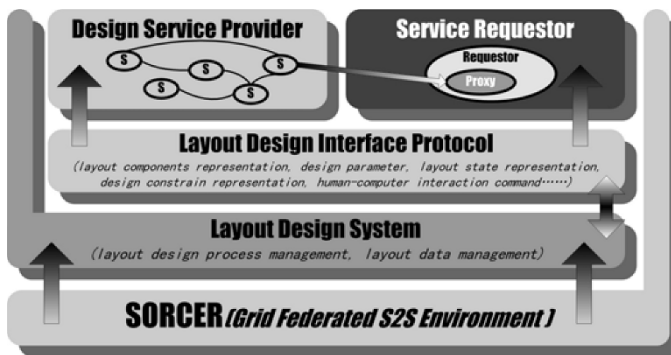 Design Service Provider
S
S
S
S
S
Service Requestor
Requestor
Proxy
Layout Design Interface Protocol
(layout components representation, design parameter, layout state representation,
design constrain representation, human-computer interaction command······)
Layout Design System
(layout design process management, layout data management)
SORCER(Grid Federated S2S Environment)